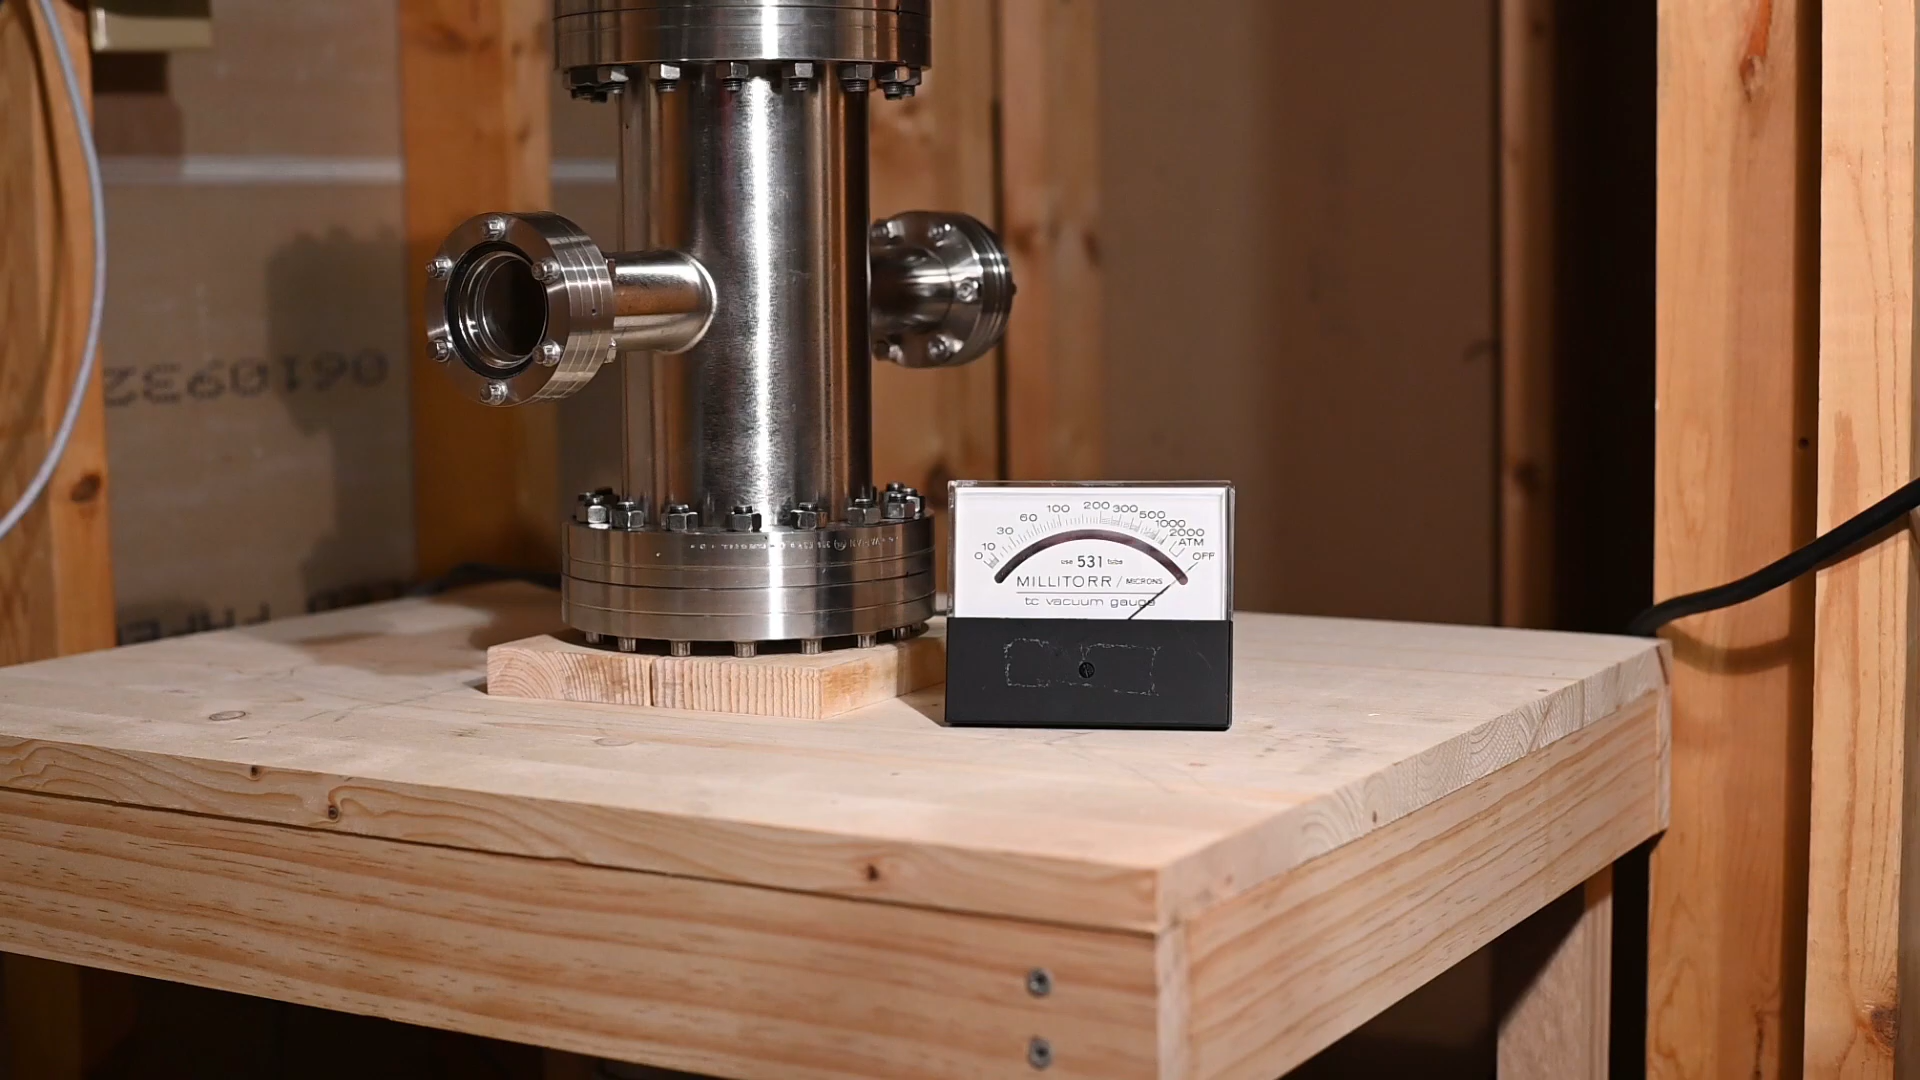 0619032
0 10 30 60 100 200 300 500 1000 2000 ATM OFF
use 531 tube
MILLITORR / MICRONS
tc vacuum gauge